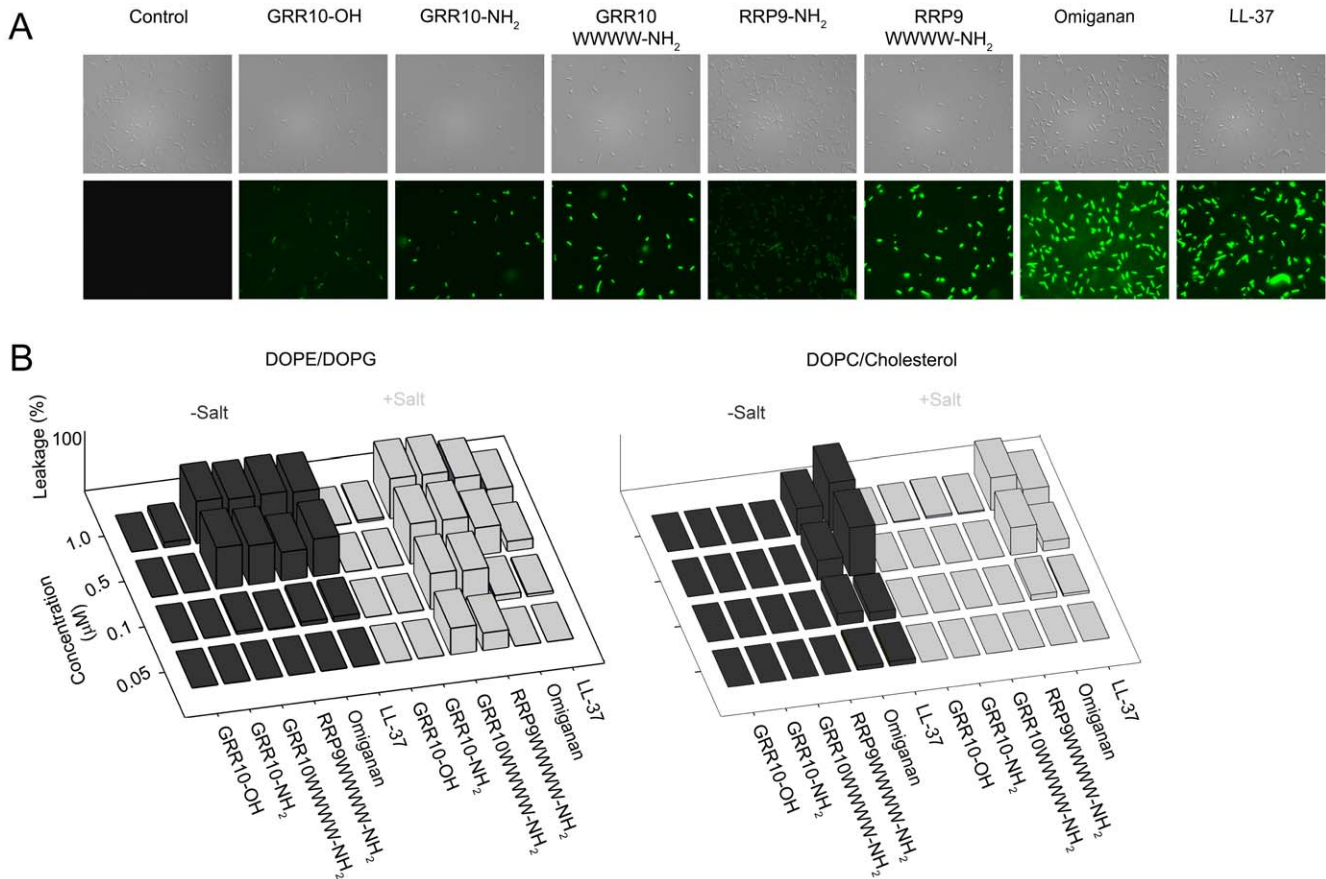 A
Control
GRR10-OH
GRR10-NH₂
GRR10
WWWW-NH₂
RRP9-NH₂
RRP9
WWWW-NH₂
Omiganan
LL-37
B
DOPE/DOPG
-Salt
+Salt
Leakage (%)
100
Concentration
(µM)
1.0
0.5
0.1
0.05
GRR10-OH
GRR10-NH₂
GRR10WWWW-NH₂
RRP9WWWW-NH₂
Omiganan
LL-37
GRR10-OH
GRR10-NH₂
GRR10WWWW-NH₂
RRP9WWWW-NH₂
Omiganan
LL-37
DOPC/Cholesterol
-Salt
+Salt
GRR10-OH
GRR10-NH₂
GRR10WWWW-NH₂
RRP9WWWW-NH₂
Omiganan
LL-37
GRR10-OH
GRR10-NH₂
GRR10WWWW-NH₂
RRP9WWWW-NH₂
Omiganan
LL-37